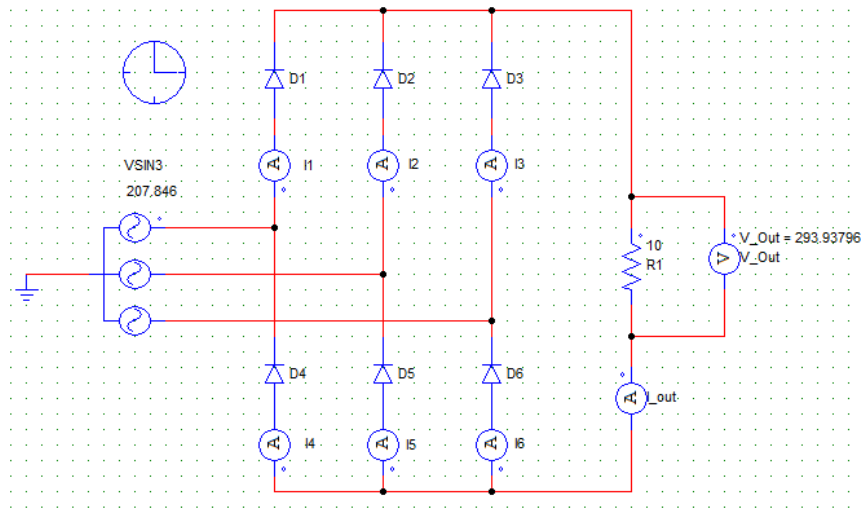 D1
D2
D3
A
I1
A
I2
A
I3
VSIN3
207.846
10
R1
V
V_Out = 293.93796
V_Out
D4
D5
D6
A
I_out
A
I4
A
I5
A
I6